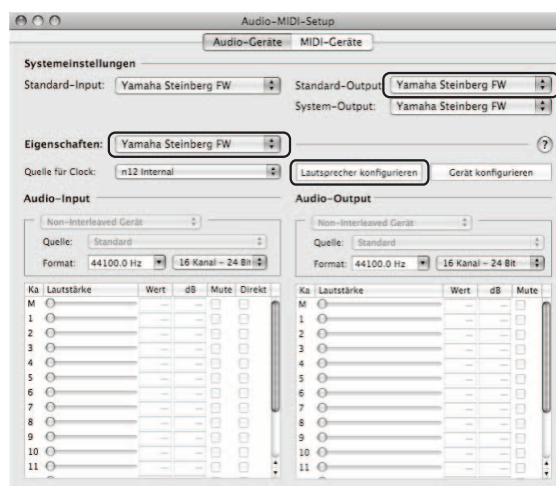 Audio-MIDI-Setup
Audio-Geräte MIDI-Geräte
Systemeinstellungen
Standard-Input: Yamaha Steinberg FW Standard-Output: Yamaha Steinberg FW
System-Output: Yamaha Steinberg FW
Eigenschaften: Yamaha Steinberg FW ?
Quelle für Clock: n12 Internal Lautsprecher konfigurieren Gerät konfigurieren
Audio-Input Audio-Output
Non-Interleaved Gerät Non-Interleaved Gerät
Quelle: Standard Quelle: Standard
Format: 44100.0 Hz 16 Kanal – 24 Bit Format: 44100.0 Hz 16 Kanal – 24 Bit
Ka Lautstärke Wert dB Mute Direkt Ka Lautstärke Wert dB Mute
M — — M — —
1 — — 1 — —
2 — — 2 — —
3 — — 3 — —
4 — — 4 — —
5 — — 5 — —
6 — — 6 — —
7 — — 7 — —
8 — — 8 — —
9 — — 9 — —
10 — — 10 — —
11 — — 11 — —